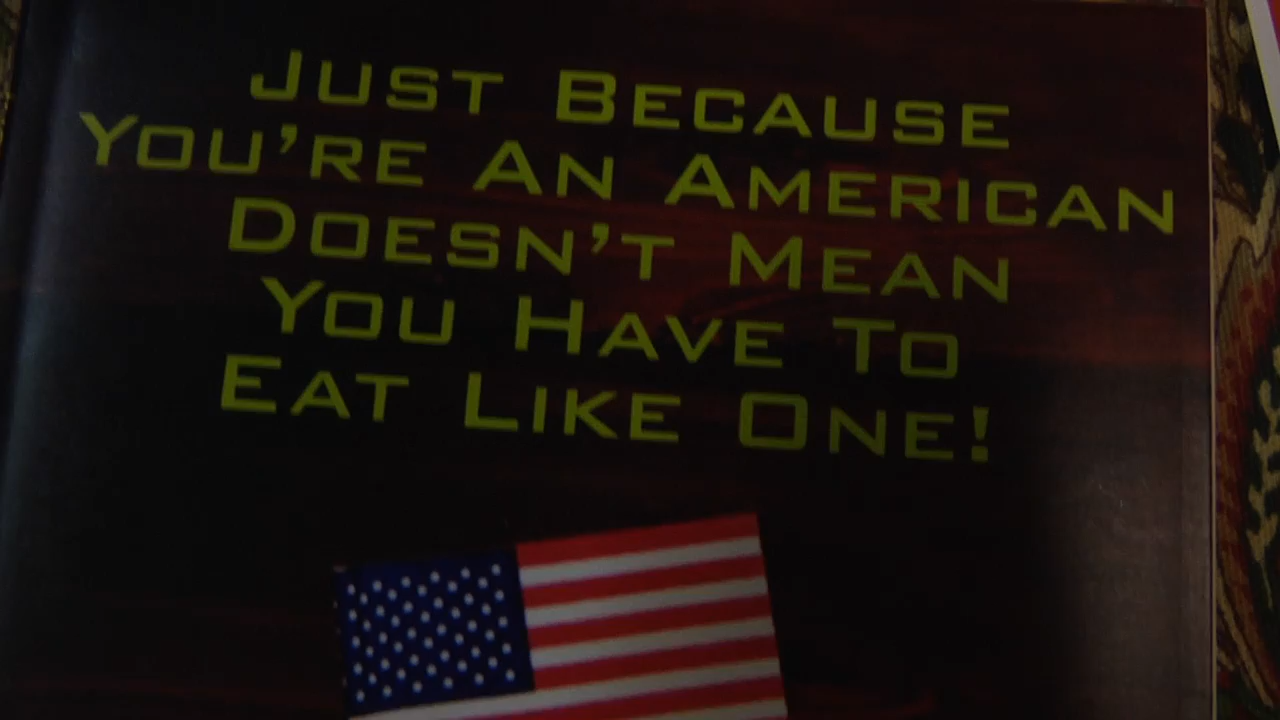 Just Because
You're An American
Doesn't Mean
You Have To
Eat Like One!